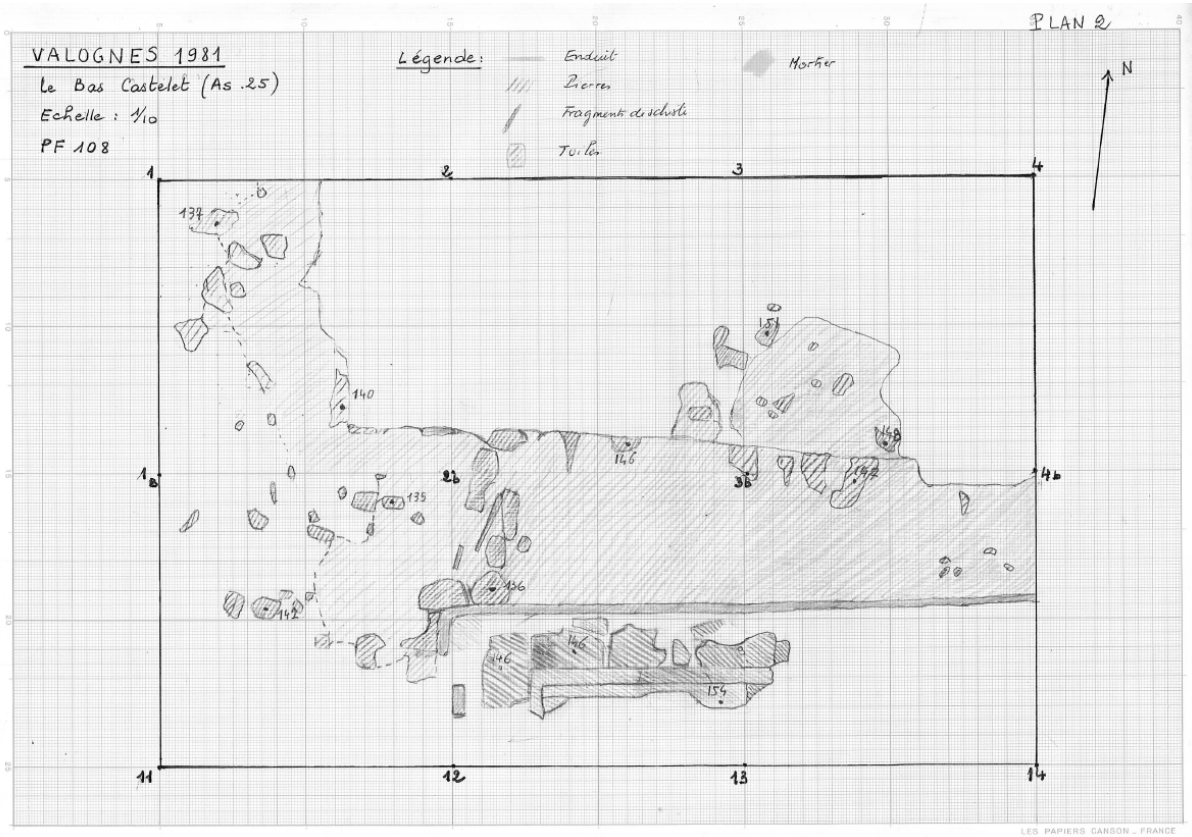 PLAN 2
VALOGNES 1981
Le Bas Castelet (As.25)
Echelle : 1/10
PF 108
Légende:
Enduit
Pierres
Fragments de schiste
Tuiles
Mortier
N
1 2 3 4
137
151
140
148
146
1a 2b 3b 147 4b
135
136
142
146 146
154
11 12 13 14
LES PAPIERS CANSON - FRANCE